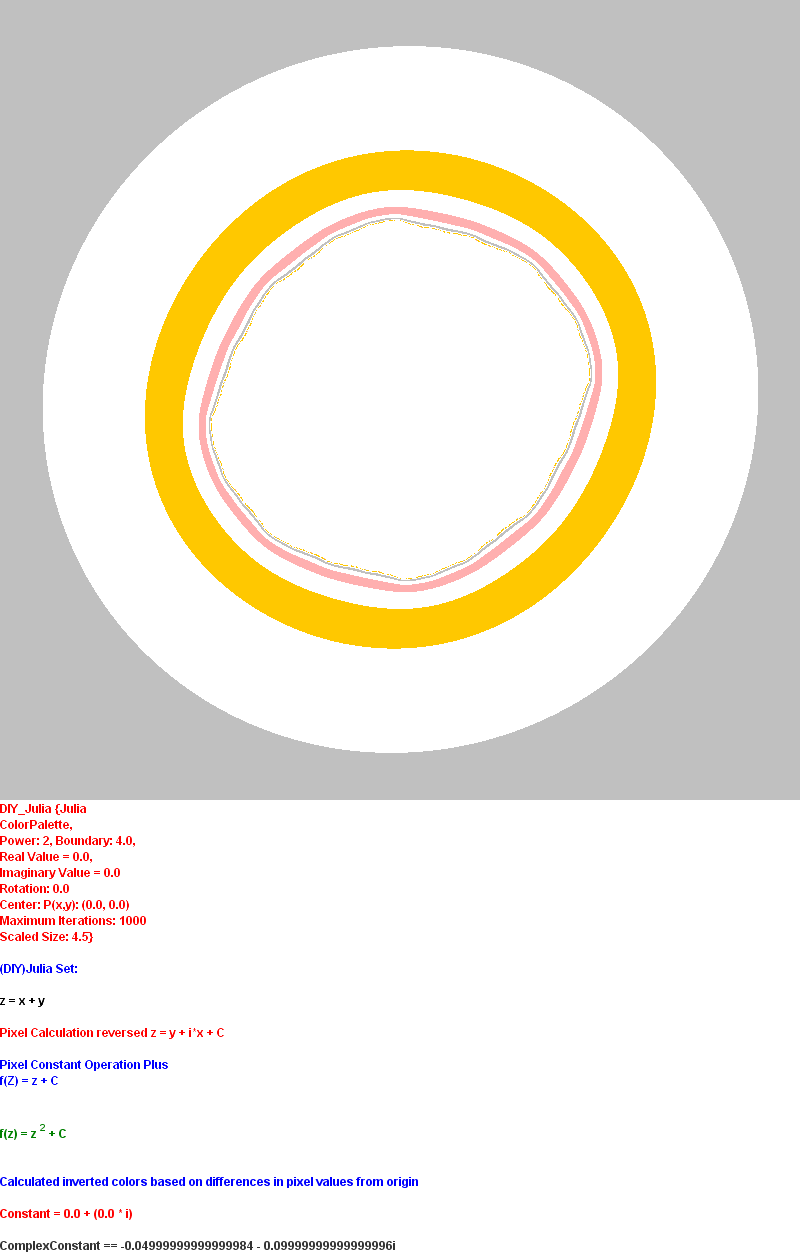 DIY_Julia {Julia
ColorPalette,
Power: 2, Boundary: 4.0,
Real Value = 0.0,
Imaginary Value = 0.0
Rotation: 0.0
Center: P(x,y): (0.0, 0.0)
Maximum Iterations: 1000
Scaled Size: 4.5}
(DIY)Julia Set:
z = x + y
Pixel Calculation reversed z = y + i*x + C
Pixel Constant Operation Plus
f(Z) = z + C
f(z) = z 2 + C
Calculated inverted colors based on differences in pixel values from origin
Constant = 0.0 + (0.0 * i)
ComplexConstant == -0.04999999999999984 - 0.09999999999999996i